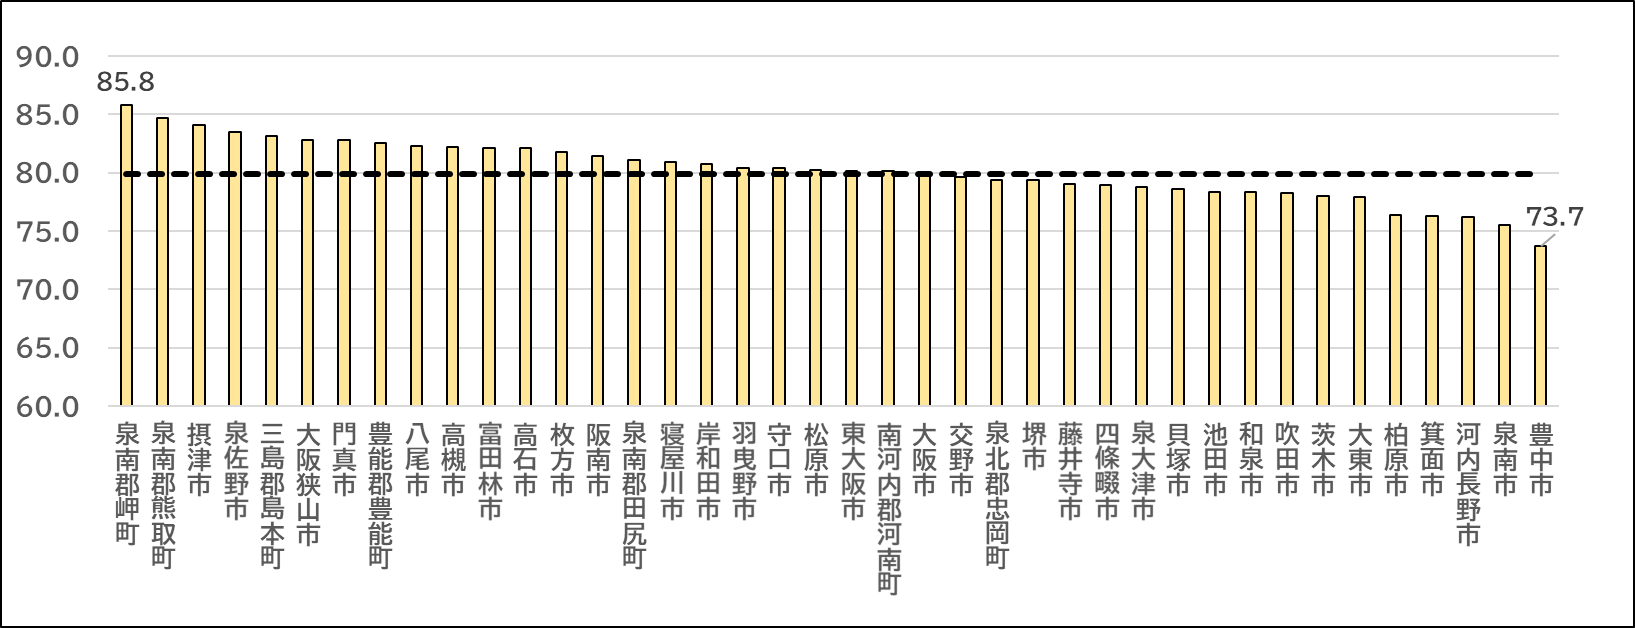 90.0
85.0
80.0
75.0
70.0
65.0
60.0
85.8
73.7
泉南郡岬町
泉南郡熊取町
摂津市
泉佐野市
三島郡島本町
大阪狭山市
門真市
豊能郡豊能町
八尾市
高槻市
富田林市
高石市
枚方市
阪南市
泉南郡田尻町
寝屋川市
岸和田市
羽曳野市
守口市
松原市
東大阪市
南河内郡河南町
大阪市
交野市
泉北郡忠岡町
堺市
藤井寺市
四條畷市
泉大津市
貝塚市
池田市
和泉市
吹田市
茨木市
大東市
柏原市
箕面市
河内長野市
泉南市
豊中市